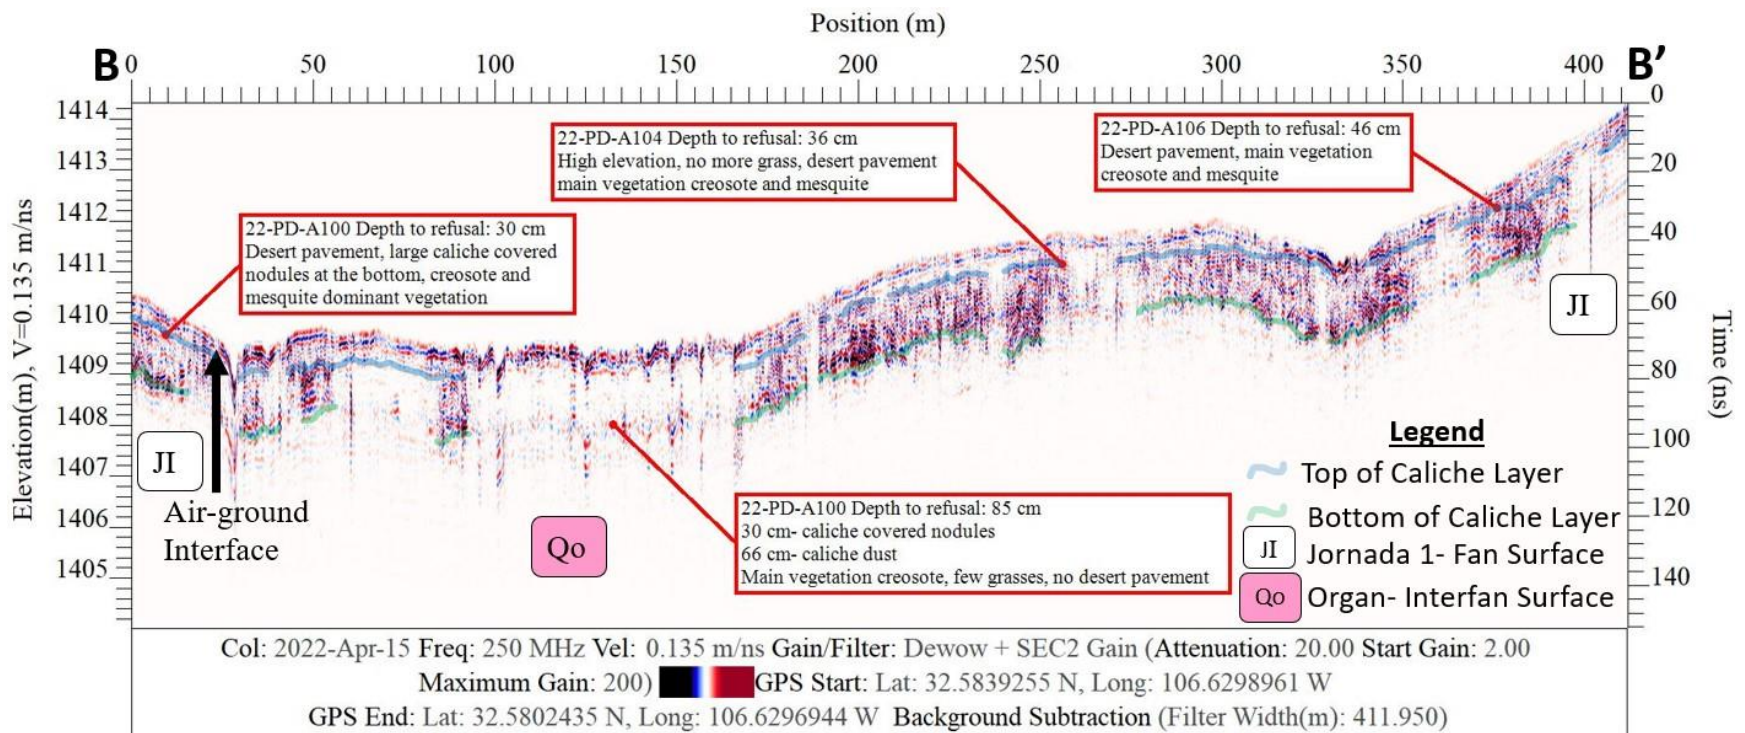 Position (m)
B 0 50 100 150 200 250 300 350 400 B’
1414
1413
1412
1411
1410
1409
1408
1407
1406
1405
Elevation(m), V=0.135 m/ns
0
20
40
60
80
100
120
140
Time (ns)
22-PD-A100 Depth to refusal: 30 cm
Desert pavement, large caliche covered
nodules at the bottom, creosote and
mesquite dominant vegetation
22-PD-A104 Depth to refusal: 36 cm
High elevation, no more grass, desert pavement
main vegetation creosote and mesquite
22-PD-A106 Depth to refusal: 46 cm
Desert pavement, main vegetation
creosote and mesquite
JI
JI
Air-ground
Interface
Qo
22-PD-A100 Depth to refusal: 85 cm
30 cm- caliche covered nodules
66 cm- caliche dust
Main vegetation creosote, few grasses, no desert pavement
Legend
Top of Caliche Layer
Bottom of Caliche Layer
JI Jornada 1- Fan Surface
Qo Organ- Interfan Surface
Col: 2022-Apr-15 Freq: 250 MHz Vel: 0.135 m/ns Gain/Filter: Dewow + SEC2 Gain (Attenuation: 20.00 Start Gain: 2.00
Maximum Gain: 200) GPS Start: Lat: 32.5839255 N, Long: 106.6298961 W
GPS End: Lat: 32.5802435 N, Long: 106.6296944 W Background Subtraction (Filter Width(m): 411.950)